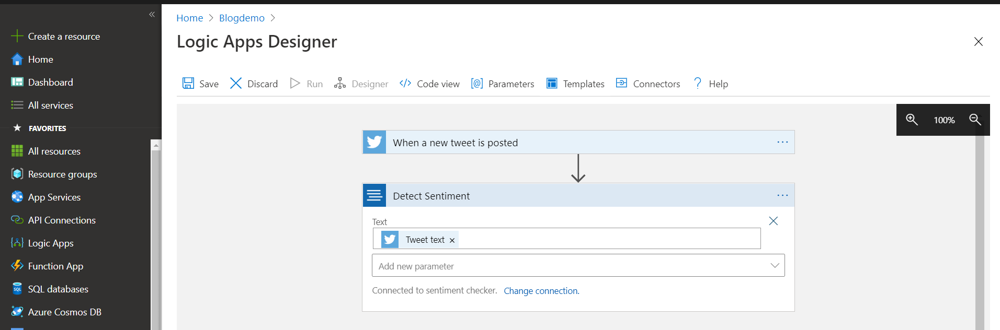 «
Create a resource
Home
Dashboard
All services
FAVORITES
All resources
Resource groups
App Services
API Connections
Logic Apps
Function App
SQL
SQL databases
Azure Cosmos DB
Home > Blogdemo >
Logic Apps Designer
Save Discard Run Designer </> Code view [@] Parameters Templates Connectors ? Help
100%
When a new tweet is posted ...
Detect Sentiment ...
Text
Tweet text ×
Add new parameter
Connected to sentiment checker. Change connection.